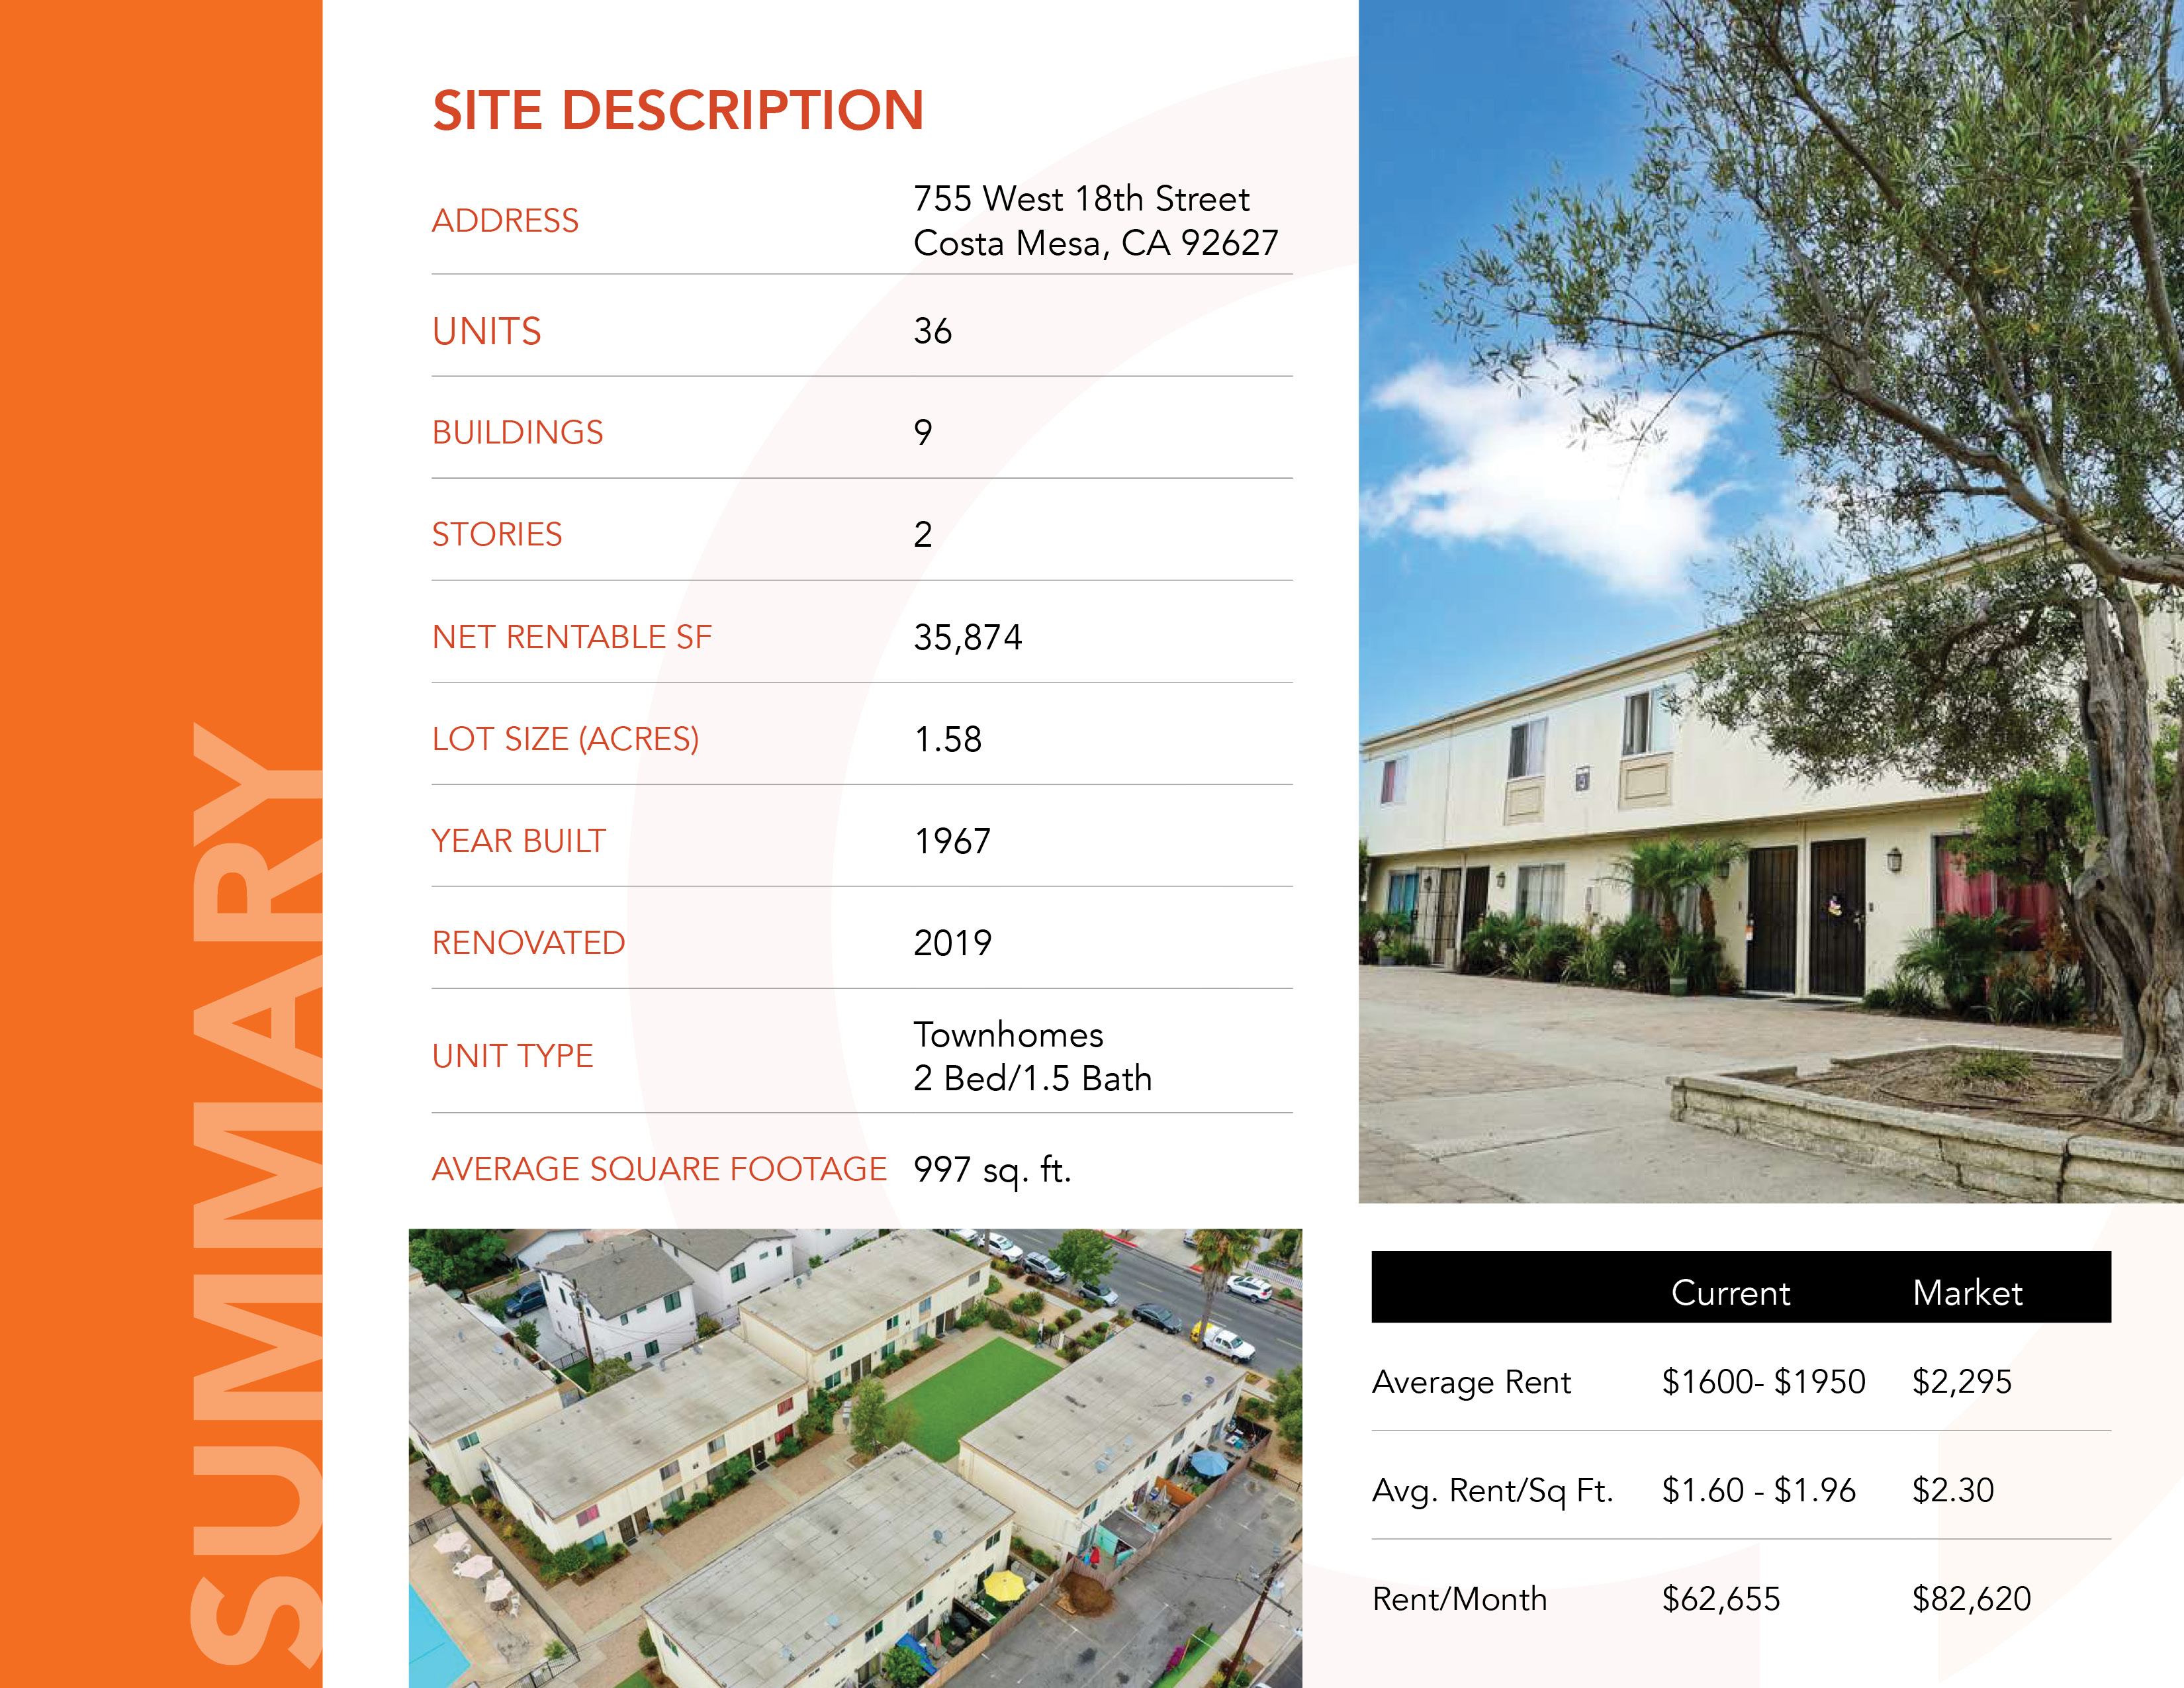 SUMMARY
SITE DESCRIPTION
ADDRESS
755 West 18th Street
Costa Mesa, CA 92627
UNITS 36
BUILDINGS 9
STORIES 2
NET RENTABLE SF 35,874
LOT SIZE (ACRES) 1.58
YEAR BUILT 1967
RENOVATED 2019
UNIT TYPE
Townhomes
2 Bed/1.5 Bath
AVERAGE SQUARE FOOTAGE 997 sq. ft.
Current Market
Average Rent $1600- $1950 $2,295
Avg. Rent/Sq Ft. $1.60 - $1.96 $2.30
Rent/Month $62,655 $82,620